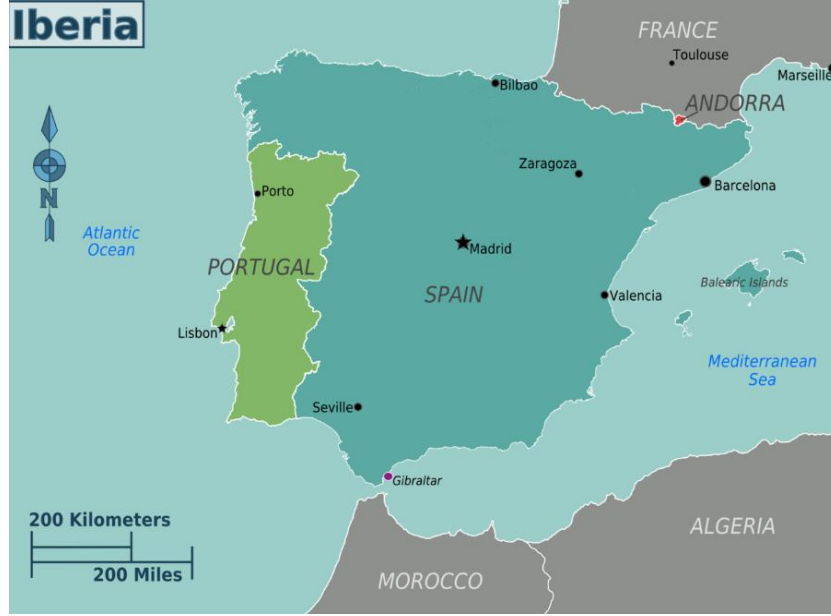 Iberia
FRANCE
Toulouse
Marseille
Bilbao
ANDORRA
Zaragoza
Barcelona
N
Porto
Atlantic
Ocean
Madrid
PORTUGAL
SPAIN
Balearic Islands
Valencia
Lisbon
Mediterranean
Sea
Seville
Gibraltar
200 Kilometers
200 Miles
ALGERIA
MOROCCO